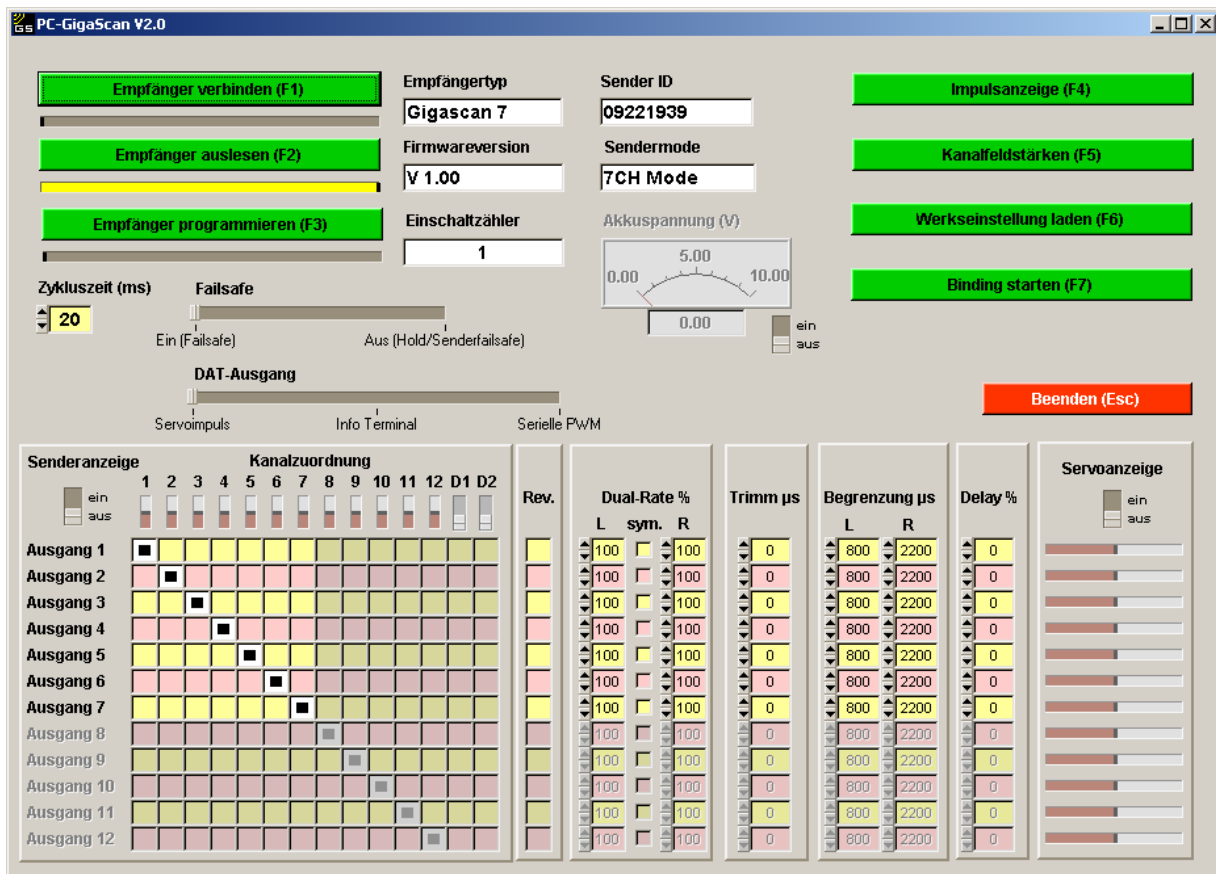 GS PC-GigaScan V2.0
Empfänger verbinden (F1)
Empfängertyp
Sender ID
Impulsanzeige (F4)
Gigascan 7
09221939
Empfänger auslesen (F2)
Firmwareversion
Sendermode
Kanalfeldstärken (F5)
V 1.00
7CH Mode
Empfänger programmieren (F3)
Einschaltzähler
Akkuspannung (V)
Werkseinstellung laden (F6)
1
0.00 5.00 10.00
Zykluszeit (ms)
Failsafe
Binding starten (F7)
20
0.00
ein
aus
Ein (Failsafe)
Aus (Hold/Senderfailsafe)
DAT-Ausgang
Beenden (Esc)
Servoimpuls
Info Terminal
Serielle PWM
Senderanzeige
Kanalzuordnung
Servoanzeige
1 2 3 4 5 6 7 8 9 10 11 12 D1 D2
ein
aus
Rev.
Dual-Rate %
Trimm µs
Begrenzung µs
Delay %
ein
aus
L sym. R
L R
Ausgang 1 100 100 0 800 2200 0
Ausgang 2 100 100 0 800 2200 0
Ausgang 3 100 100 0 800 2200 0
Ausgang 4 100 100 0 800 2200 0
Ausgang 5 100 100 0 800 2200 0
Ausgang 6 100 100 0 800 2200 0
Ausgang 7 100 100 0 800 2200 0
Ausgang 8 100 100 0 800 2200 0
Ausgang 9 100 100 0 800 2200 0
Ausgang 10 100 100 0 800 2200 0
Ausgang 11 100 100 0 800 2200 0
Ausgang 12 100 100 0 800 2200 0